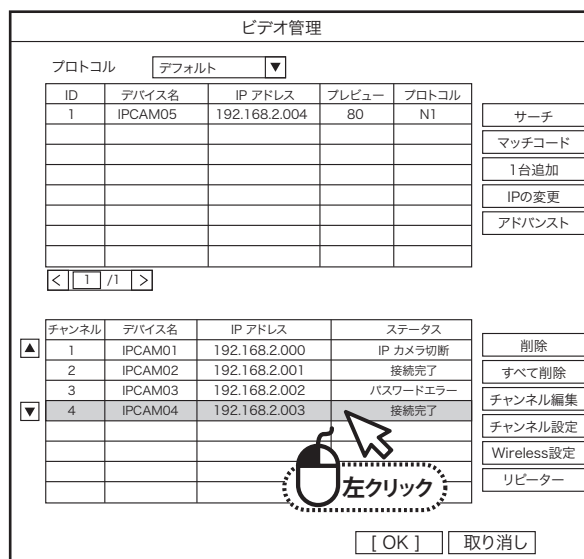 ビデオ管理
プロトコル デフォルト ▼
ID デバイス名 IP アドレス プレビュー プロトコル
1 IPCAM05 192.168.2.004 80 N1
サーチ
マッチコード
1台追加
IPの変更
アドバンスト
< 1 /1 >
チャンネル デバイス名 IP アドレス ステータス
1 IPCAM01 192.168.2.000 IP カメラ切断
2 IPCAM02 192.168.2.001 接続完了
3 IPCAM03 192.168.2.002 パスワードエラー
4 IPCAM04 192.168.2.003 接続完了
▲
▼
削除
すべて削除
チャンネル編集
チャンネル設定
Wireless設定
リピーター
左クリック
[ OK ] 取り消し